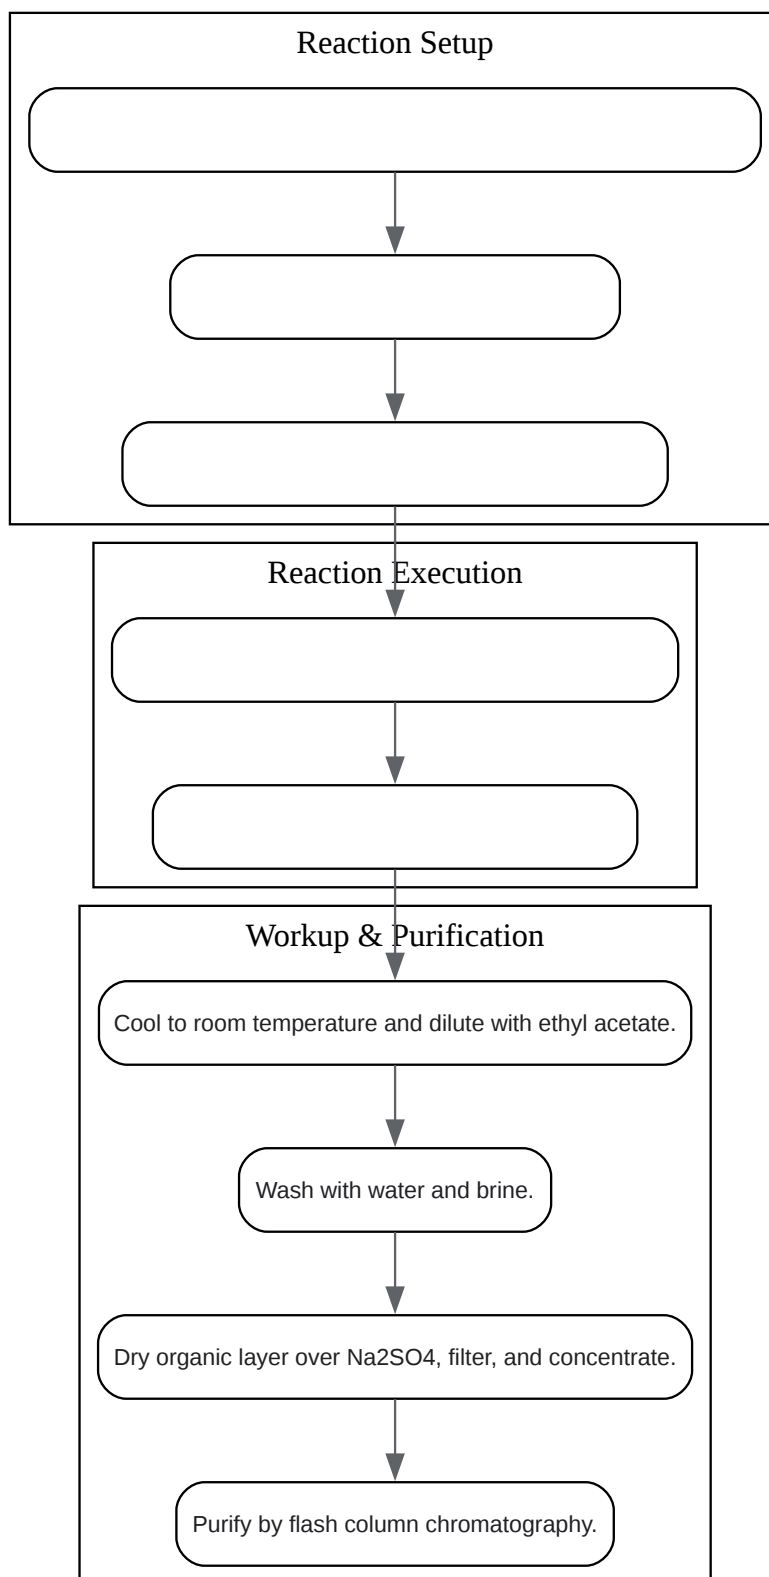 Reaction Setup
Reaction Execution
Workup & Purification
Cool to room temperature and dilute with ethyl acetate.
Wash with water and brine.
Dry organic layer over Na2SO4, filter, and concentrate.
Purify by flash column chromatography.